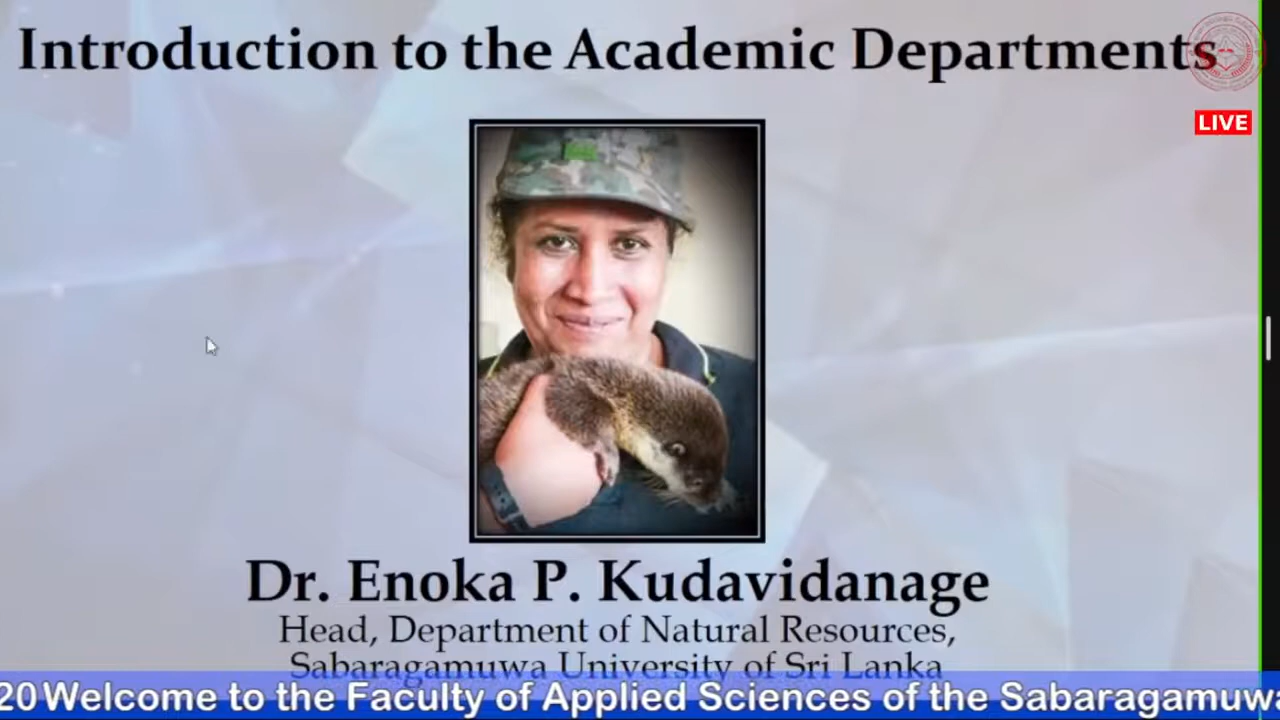 Introduction to the Academic Departments
LIVE
Dr. Enoka P. Kudavidanage
Head, Department of Natural Resources,
Sabaragamuwa University of Sri Lanka
20 Welcome to the Faculty of Applied Sciences of the Sabaragamuwa